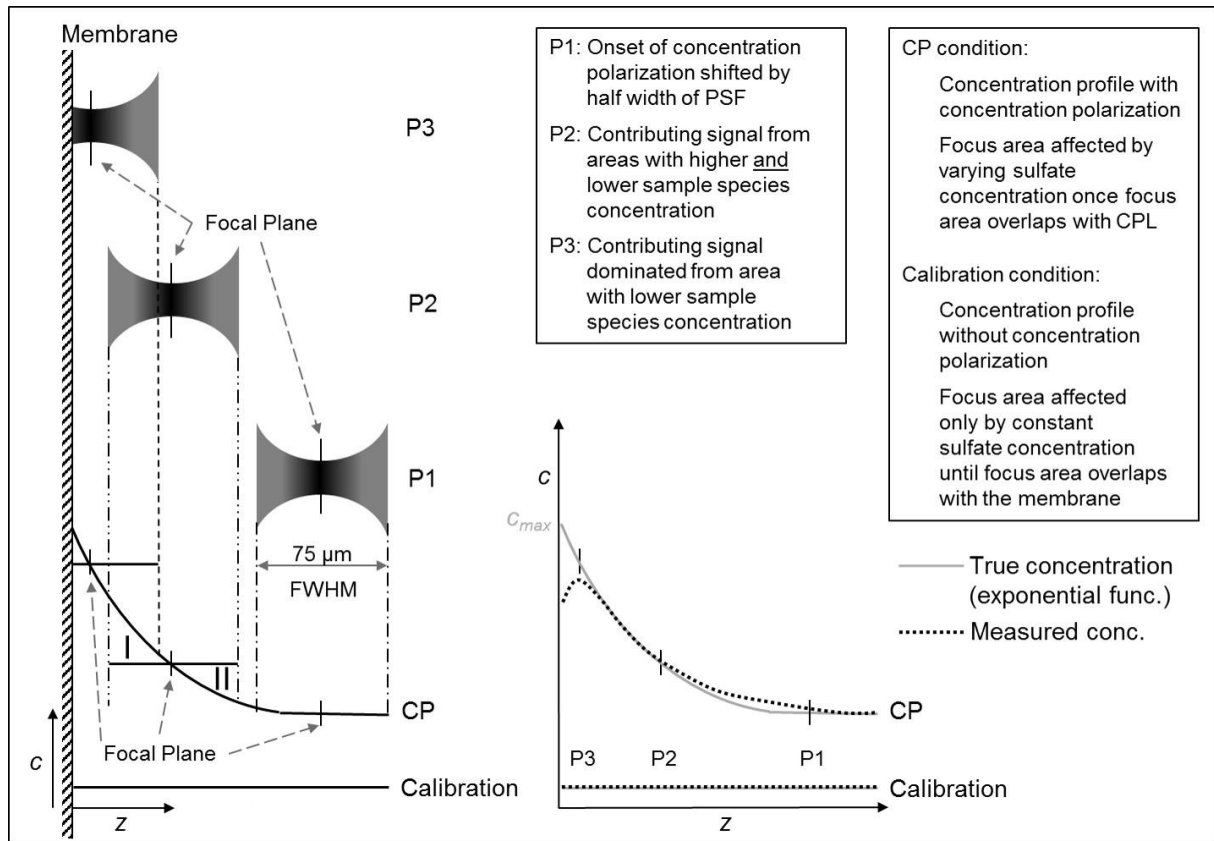 Membrane
P3
Focal Plane
P2
P1
75 µm
FWHM
I
II
CP
Focal Plane
c
Calibration
z
P1: Onset of concentration
polarization shifted by
half width of PSF
P2: Contributing signal from
areas with higher and
lower sample species
concentration
P3: Contributing signal
dominated from area
with lower sample
species concentration
CP condition:
Concentration profile with
concentration polarization
Focus area affected by
varying sulfate
concentration once focus
area overlaps with CPL
Calibration condition:
Concentration profile
without concentration
polarization
Focus area affected
only by constant
sulfate concentration
until focus area overlaps
with the membrane
c
cmax
True concentration
(exponential func.)
Measured conc.
CP
P3
P2
P1
Calibration
z